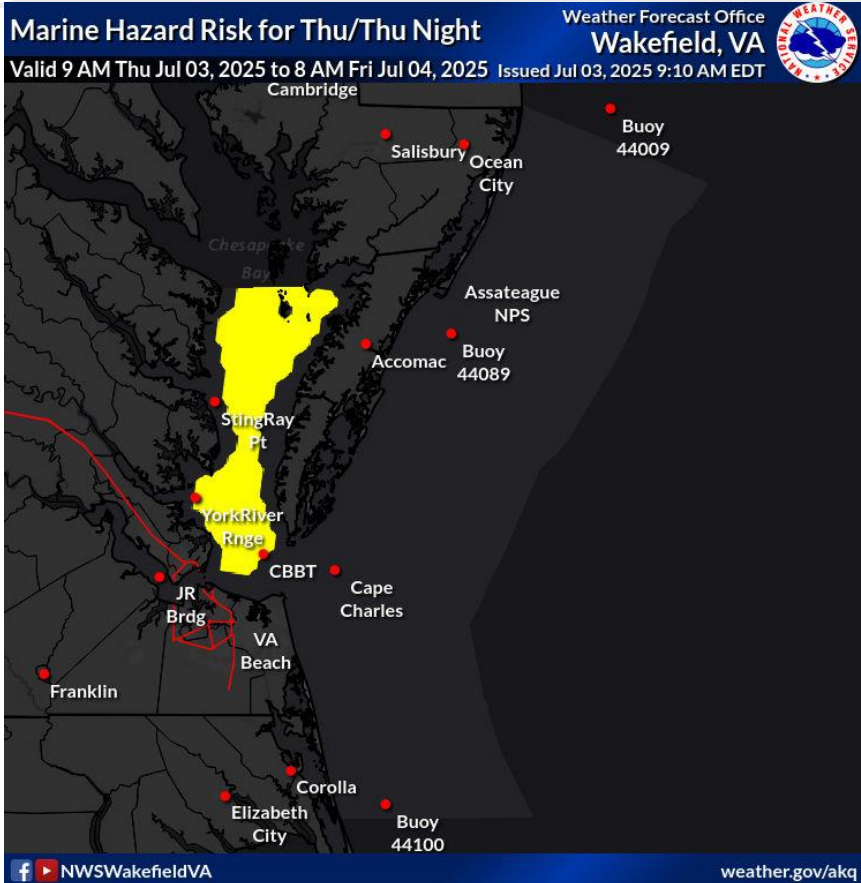 Marine Hazard Risk for Thu/Thu Night
Weather Forecast Office
Wakefield, VA
Valid 9 AM Thu Jul 03, 2025 to 8 AM Fri Jul 04, 2025
Issued Jul 03, 2025 9:10 AM EDT
NATIONAL WEATHER SERVICE
Cambridge
Buoy
44009
Salisbury
Ocean
City
Chesapeake
Bay
Assateague
NPS
Accomac
Buoy
44089
StingRay
Pt
YorkRiver
Rnge
CBBT
Cape
Charles
JR
Brdg
VA
Beach
Franklin
Corolla
Elizabeth
City
Buoy
44100
NWSWakefieldVA
weather.gov/akq